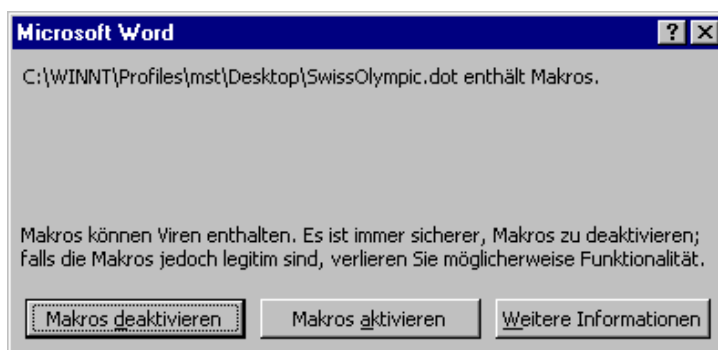 Microsoft Word
C:\WINNT\Profiles\mst\Desktop\SwissOlympic.dot enthält Makros.
Makros können Viren enthalten. Es ist immer sicherer, Makros zu deaktivieren;
falls die Makros jedoch legitim sind, verlieren Sie möglicherweise Funktionalität.
Makros deaktivieren Makros aktivieren Weitere Informationen